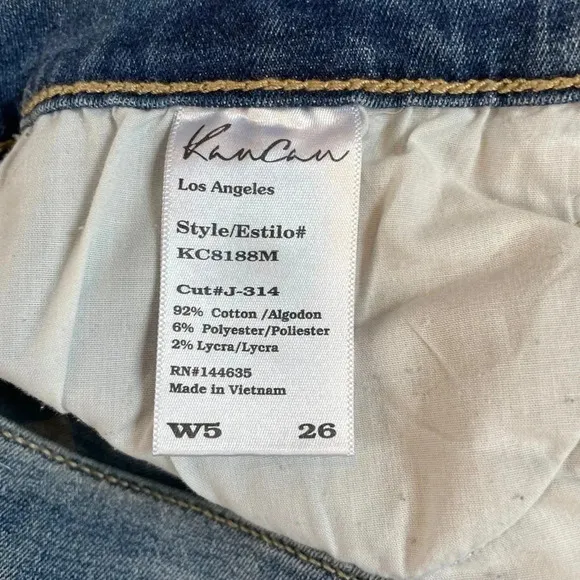 KanCan
Los Angeles
Style/Estilo#
KC8188M
Cut#J-314
92% Cotton /Algodon
6% Polyester/Poliester
2% Lycra/Lycra
RN#144635
Made in Vietnam
W5 26